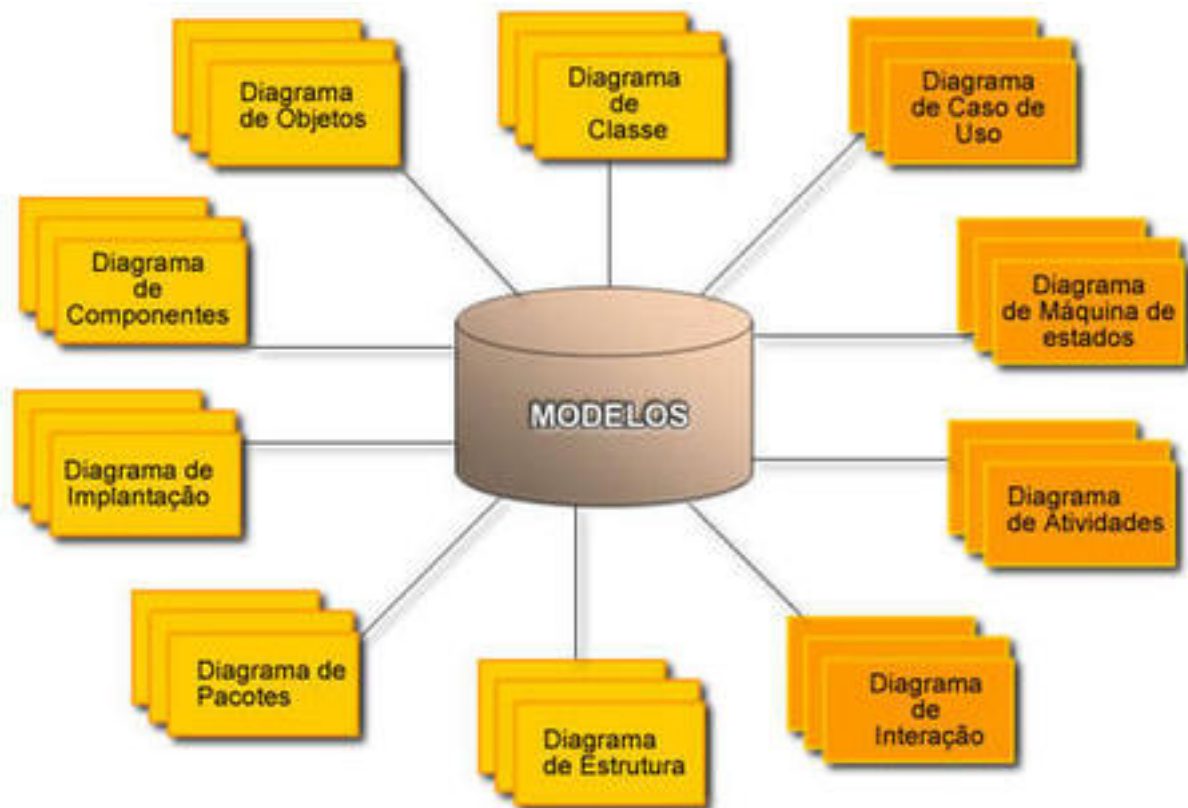 Diagrama
de Objetos
Diagrama
de
Classe
Diagrama
de Caso de
Uso
Diagrama
de
Componentes
Diagrama
de Máquina de
estados
MODELOS
Diagrama de
Implantação
Diagrama
de Atividades
Diagrama de
Pacotes
Diagrama
de Estrutura
Diagrama
de
Interação